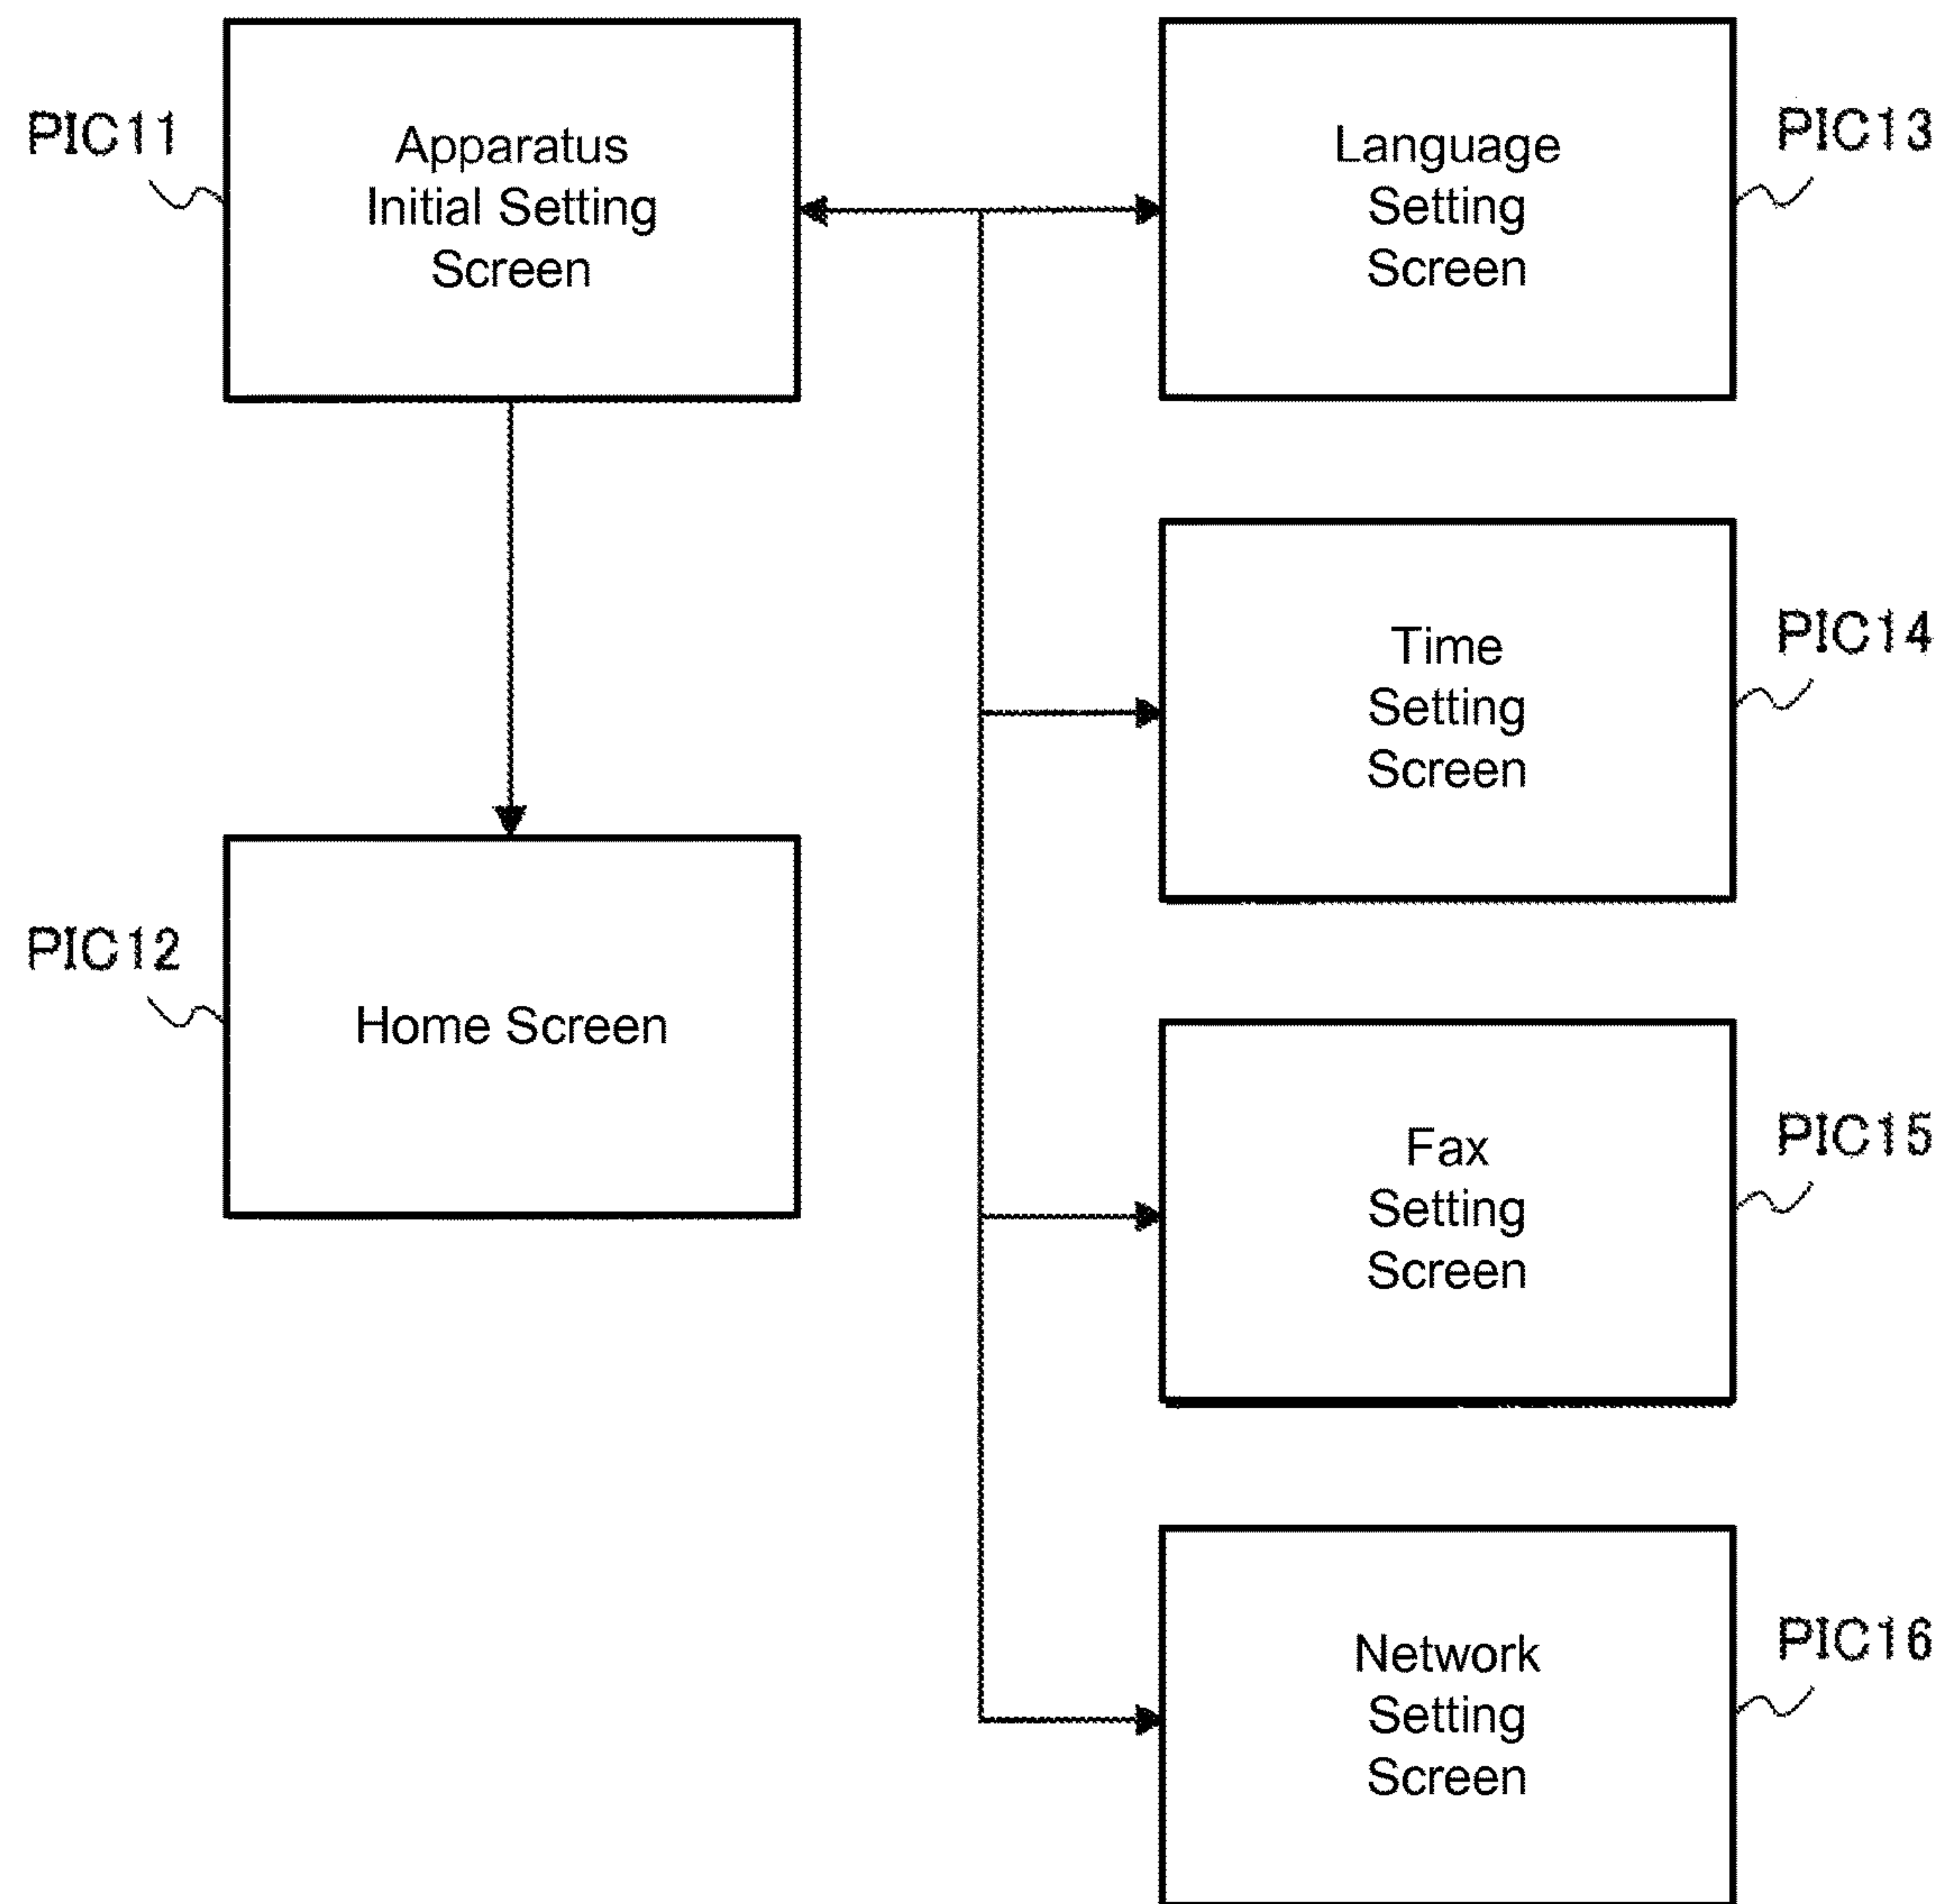 PIC11
Apparatus
Initial Setting
Screen
PIC12
Home Screen
Language
Setting
Screen
PIC13
Time
Setting
Screen
PIC14
Fax
Setting
Screen
PIC15
Network
Setting
Screen
PIC16